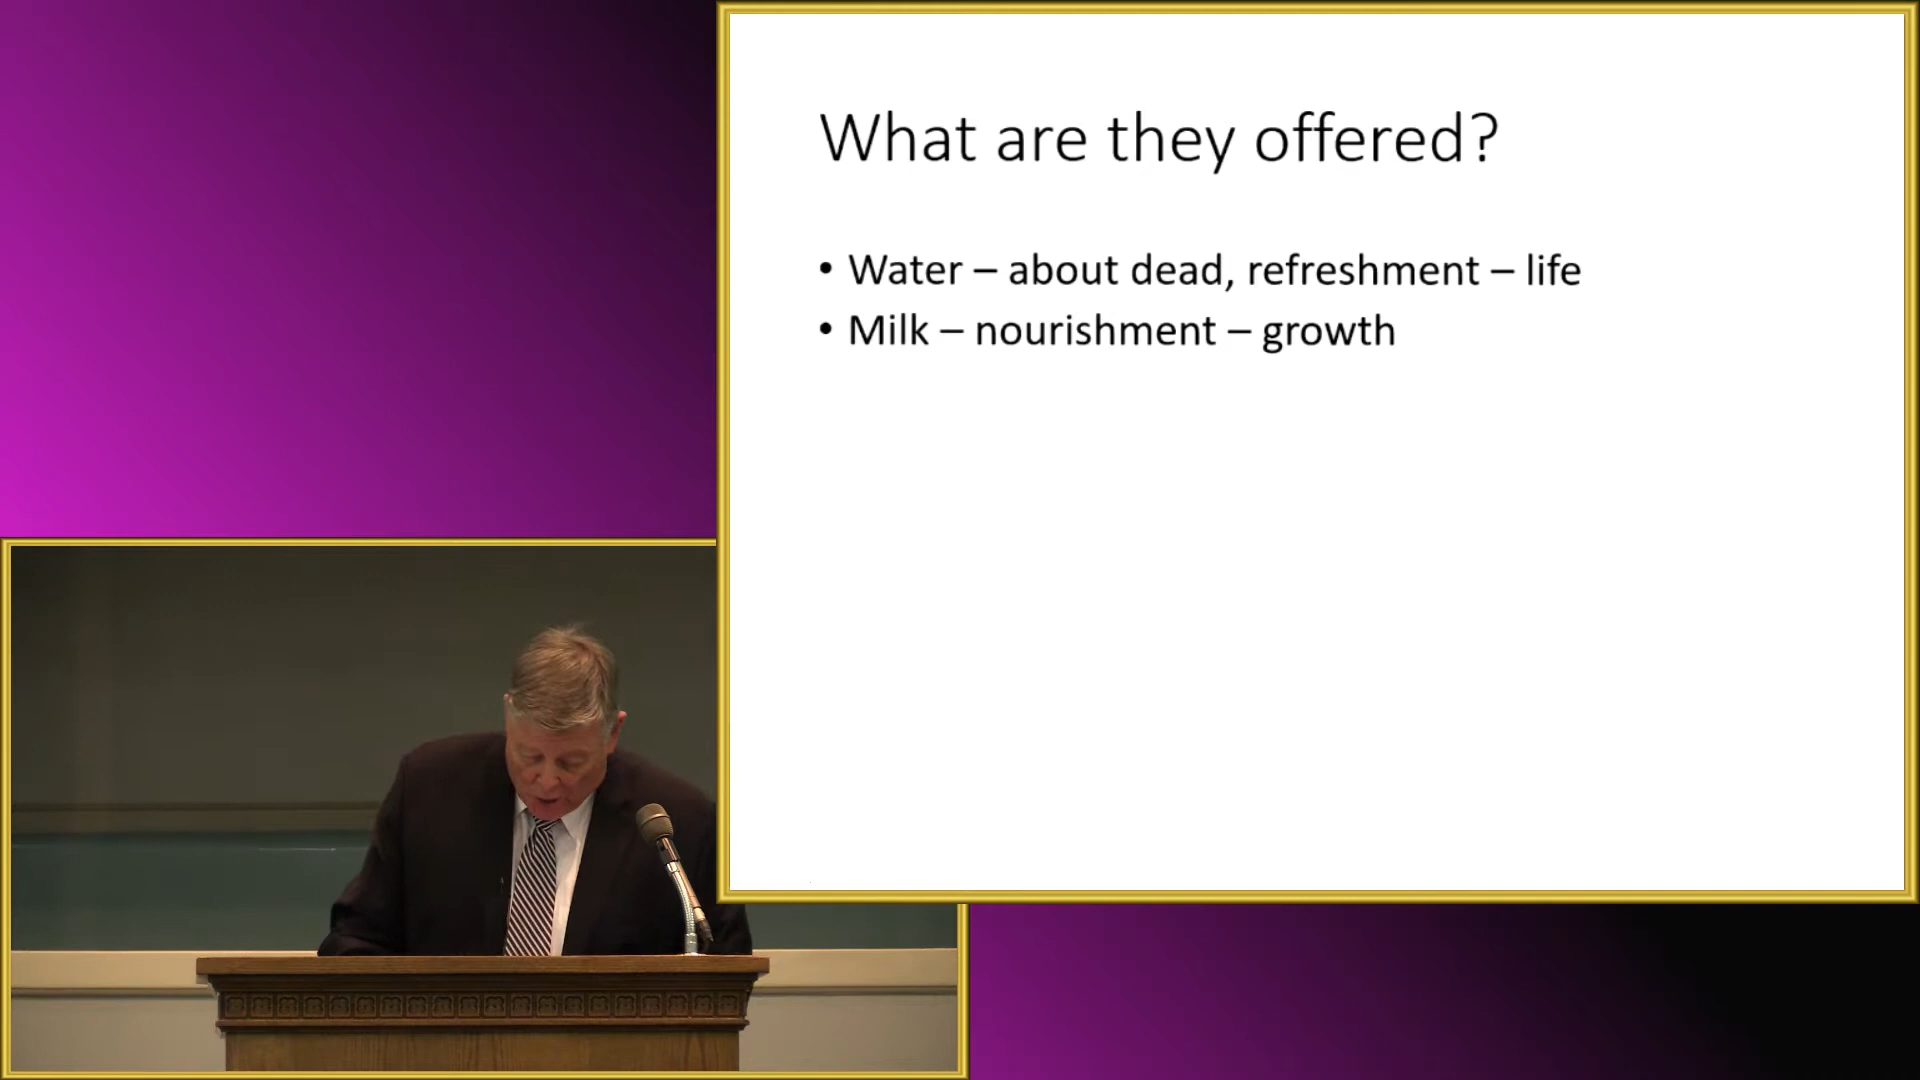 What are they offered?
• Water – about dead, refreshment – life
• Milk – nourishment – growth